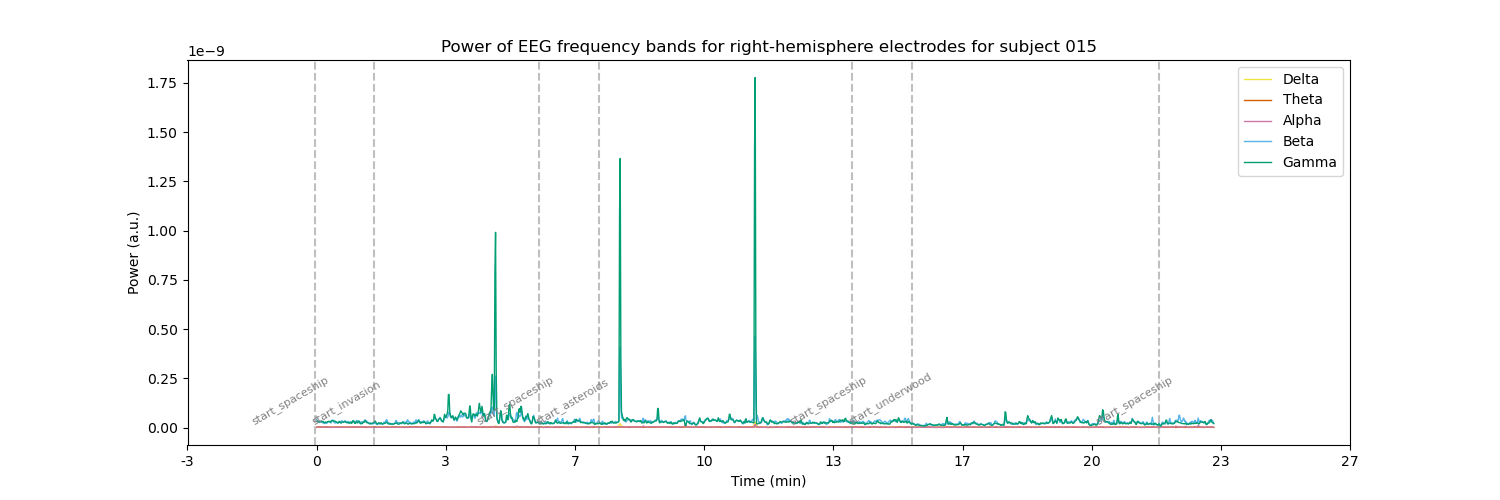 Power of EEG frequency bands for right-hemisphere electrodes for subject 015
1e−9
1.75
1.50
1.25
1.00
0.75
0.50
0.25
0.00
Power (a.u.)
Delta
Theta
Alpha
Beta
Gamma
start_spaceship
start_invasion
start_spaceship
start_asteroids
start_spaceship
start_underwood
start_spaceship
-3 0 3 7 10 13 17 20 23 27
Time (min)